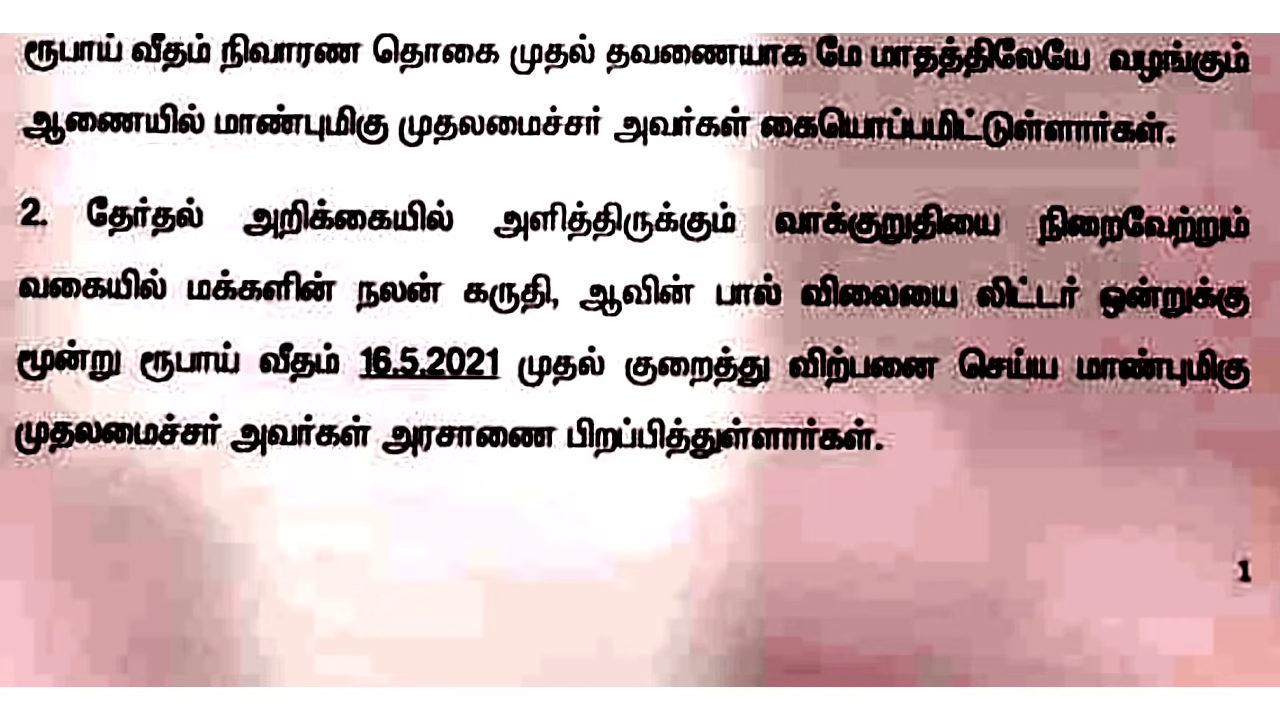 ரூபாய் வீதம் நிவாரண தொகை முதல் தவணையாக மே மாதத்திலேயே வழங்கும்
ஆணையில் மாண்புமிகு முதலமைச்சர் அவர்கள் கையொப்பமிட்டுள்ளார்கள்.
2. தேர்தல் அறிக்கையில் அளித்திருக்கும் வாக்குறுதியை நிறைவேற்றும்
வகையில் மக்களின் நலன் கருதி, ஆவின் பால் விலையை லிட்டர் ஒன்றுக்கு
மூன்று ரூபாய் வீதம் 16.5.2021 முதல் குறைத்து விற்பனை செய்ய மாண்புமிகு
முதலமைச்சர் அவர்கள் அரசாணை பிறப்பித்துள்ளார்கள்.
1